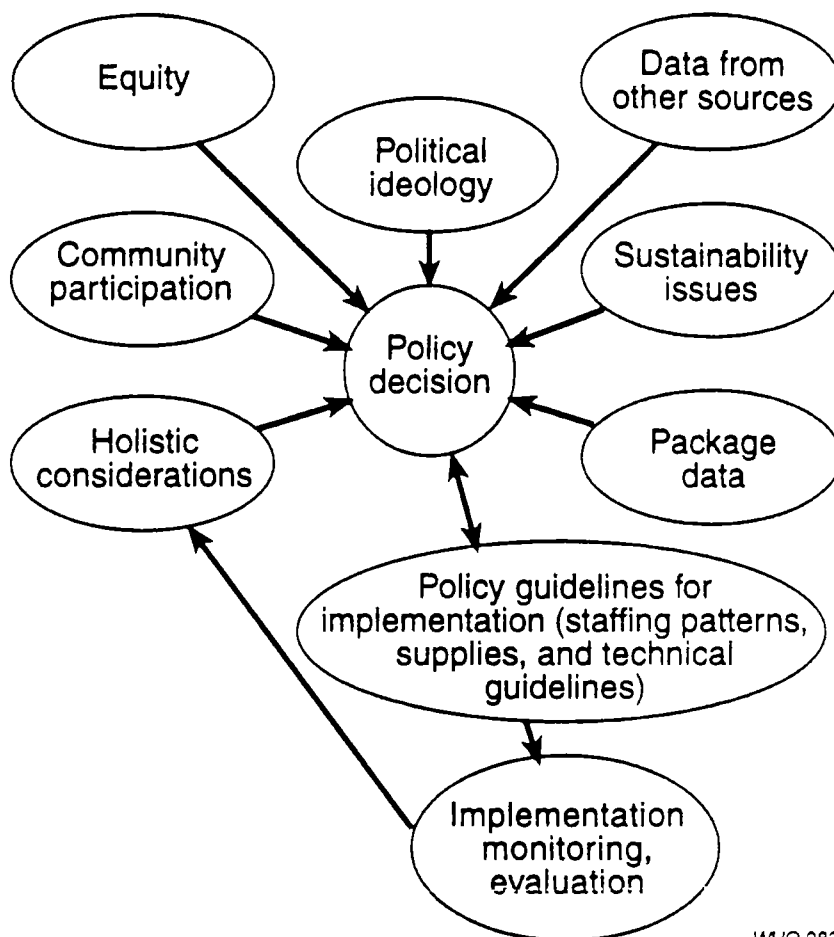 Equity
Data from
other sources
Political
ideology
Community
participation
Sustainability
issues
Policy
decision
Holistic
considerations
Package
data
Policy guidelines for
implementation (staffing patterns,
supplies, and technical
guidelines)
Implementation
monitoring,
evaluation